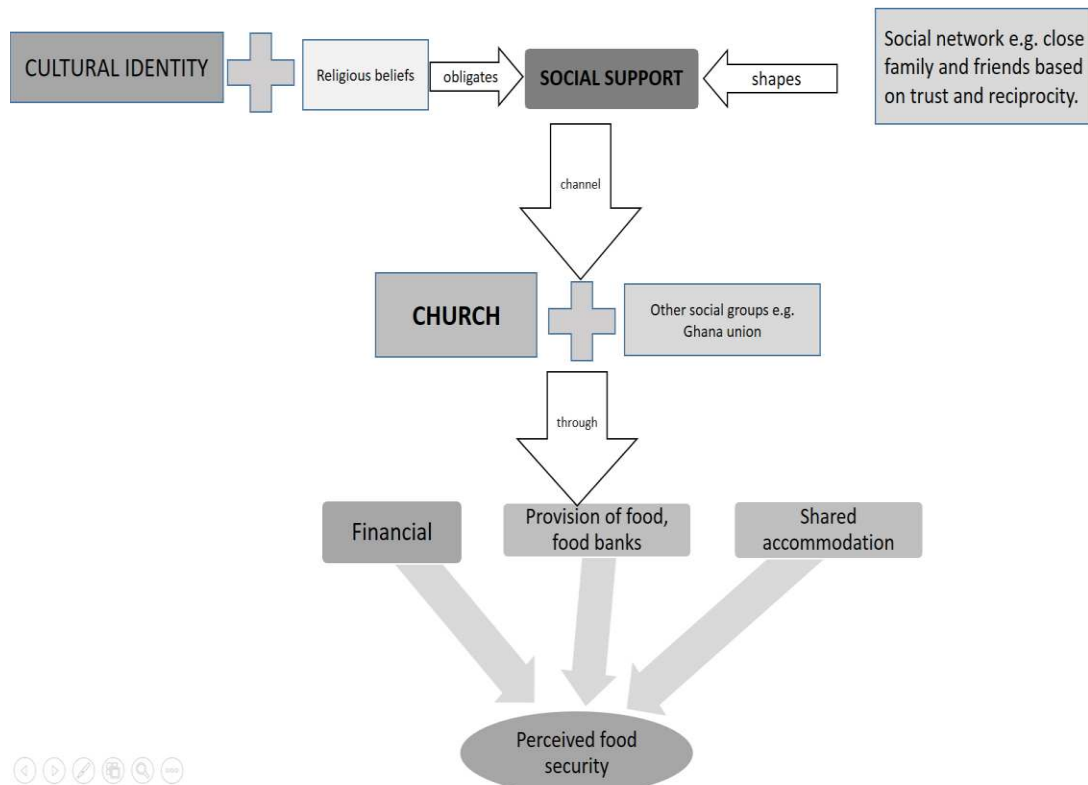 CULTURAL IDENTITY
Religious beliefs
obligates
SOCIAL SUPPORT
shapes
Social network e.g. close
family and friends based
on trust and reciprocity.
channel
CHURCH
Other social groups e.g.
Ghana union
through
Financial
Provision of food,
food banks
Shared
accommodation
Perceived food
security